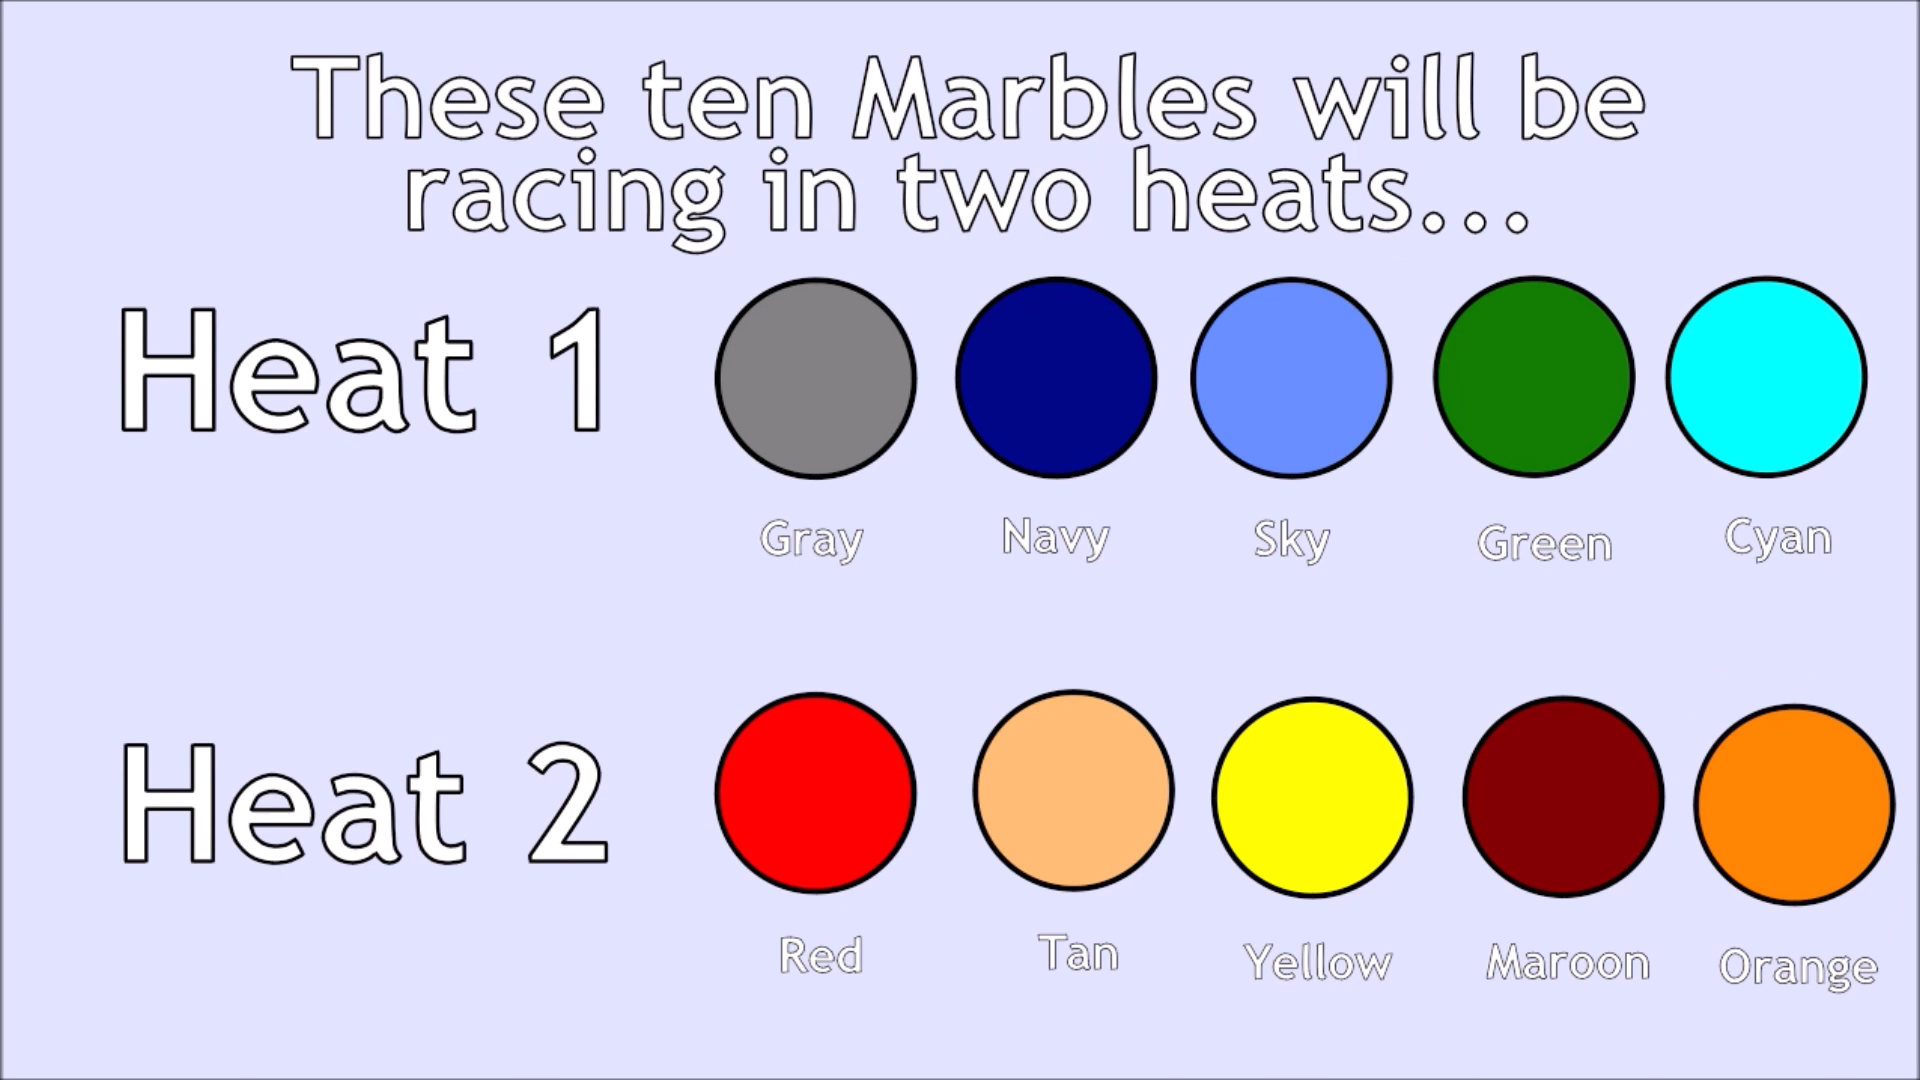 These ten Marbles will be
racing in two heats...
Heat 1
Gray Navy Sky Green Cyan
Heat 2
Red Tan Yellow Maroon Orange